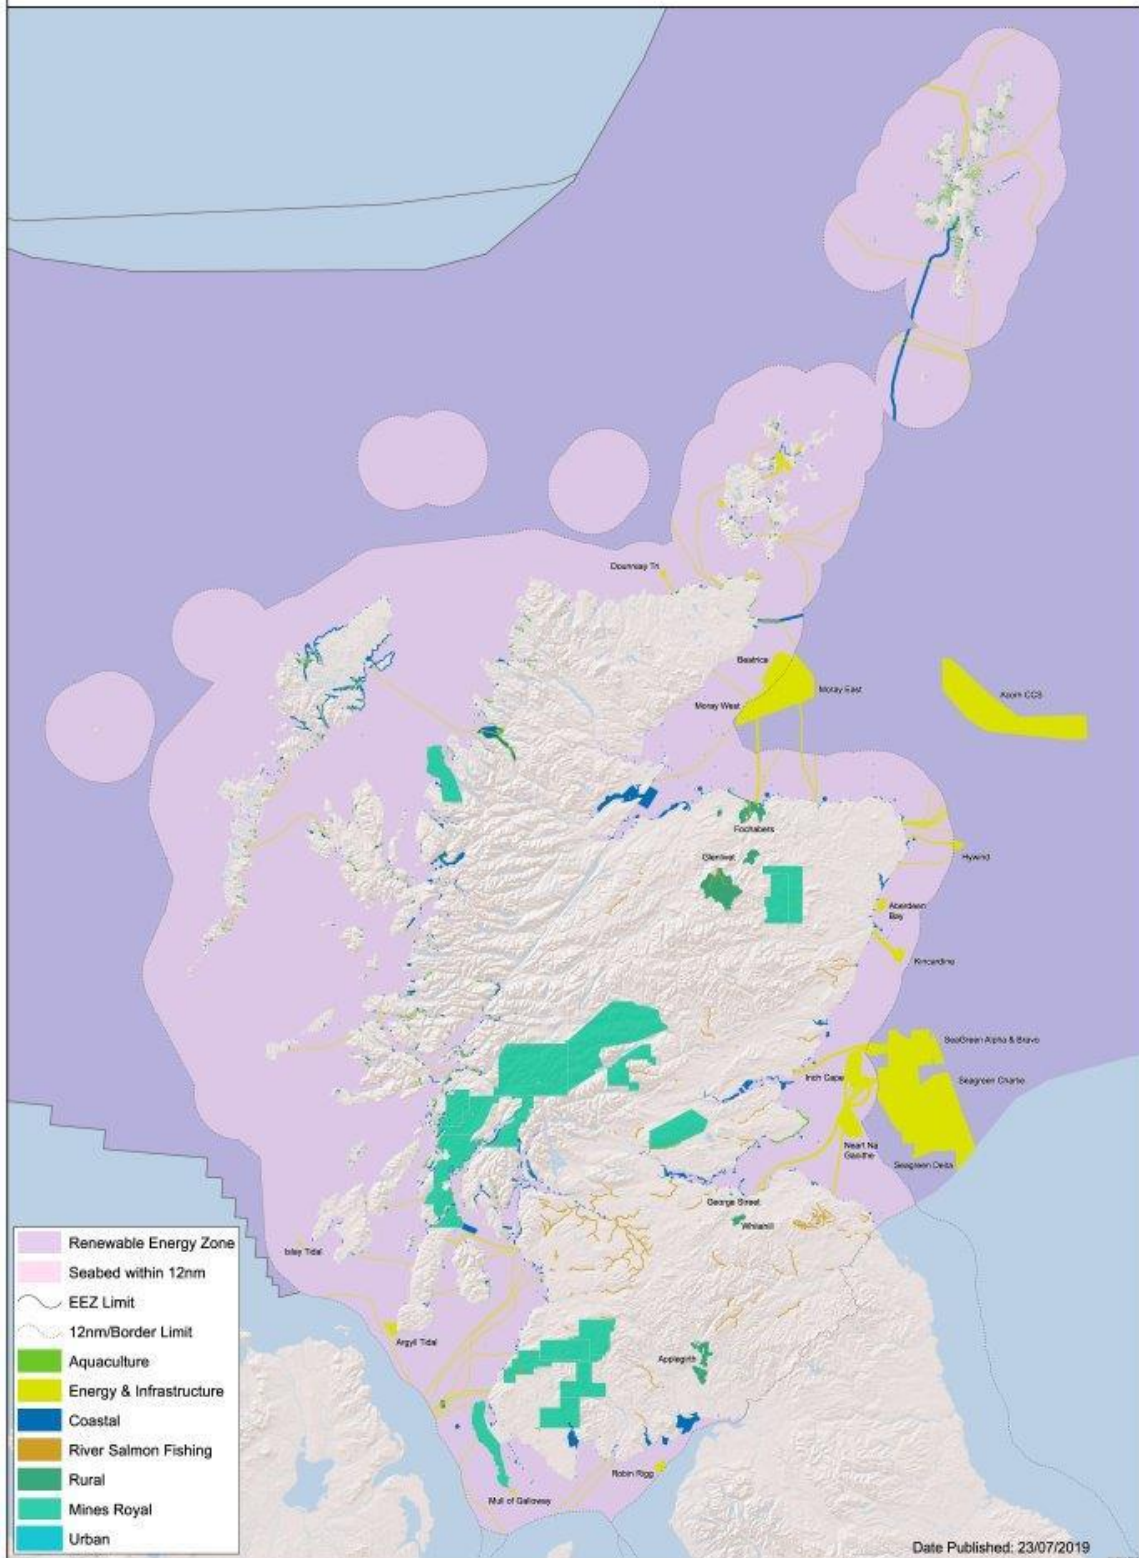 Dounreay Tri
Beatrice
Moray East
Moray West
Acorn CCS
Fochabers
Glenlivet
Hywind
Aberdeen
Bay
Kincardine
SeaGreen Alpha & Bravo
Inch Cape
Seagreen Charlie
Neart Na
Gaoithe
Seagreen Delta
George Street
Whitehill
Islay Tidal
Argyll Tidal
Applegirth
Robin Rigg
Mull of Galloway
Renewable Energy Zone
Seabed within 12nm
EEZ Limit
12nm/Border Limit
Aquaculture
Energy & Infrastructure
Coastal
River Salmon Fishing
Rural
Mines Royal
Urban
Date Published: 23/07/2019